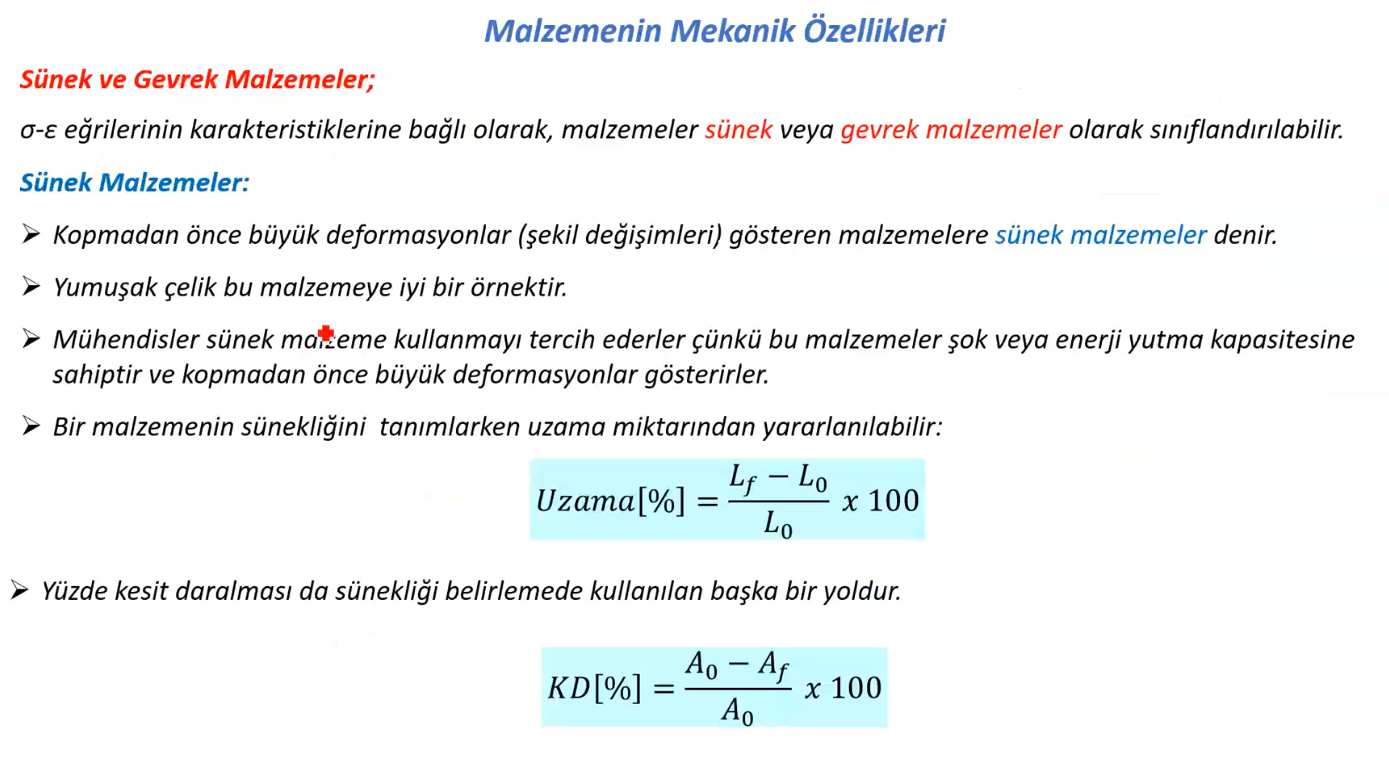 Malzemenin Mekanik Özellikleri
Sünek ve Gevrek Malzemeler;
σ-ε eğrilerinin karakteristiklerine bağlı olarak, malzemeler sünek veya gevrek malzemeler olarak sınıflandırılabilir.
Sünek Malzemeler:
➢ Kopmadan önce büyük deformasyonlar (şekil değişimleri) gösteren malzemelere sünek malzemeler denir.
➢ Yumuşak çelik bu malzemeye iyi bir örnektir.
➢ Mühendisler sünek malzeme kullanmayı tercih ederler çünkü bu malzemeler şok veya enerji yutma kapasitesine
sahiptir ve kopmadan önce büyük deformasyonlar gösterirler.
➢ Bir malzemenin sünekliğini tanımlarken uzama miktarından yararlanılabilir:
Uzama[%] = (L_f − L_0) / L_0 x 100
➢ Yüzde kesit daralması da sünekliği belirlemede kullanılan başka bir yoldur.
KD[%] = (A_0 − A_f) / A_0 x 100